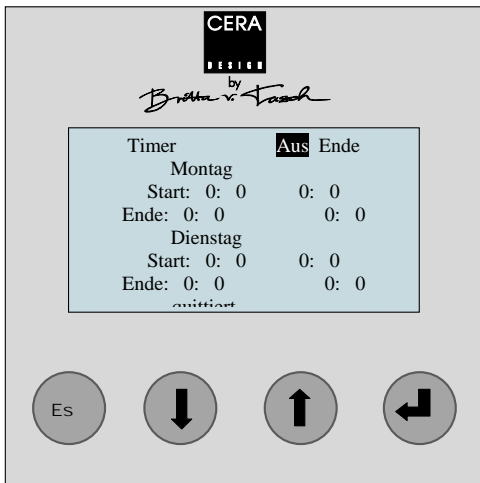 CERA
DESIGN
by
Britta v. Tasch
Timer Aus Ende
Montag
Start: 0: 0 0: 0
Ende: 0: 0 0: 0
Dienstag
Start: 0: 0 0: 0
Ende: 0: 0 0: 0
quittiert
Es